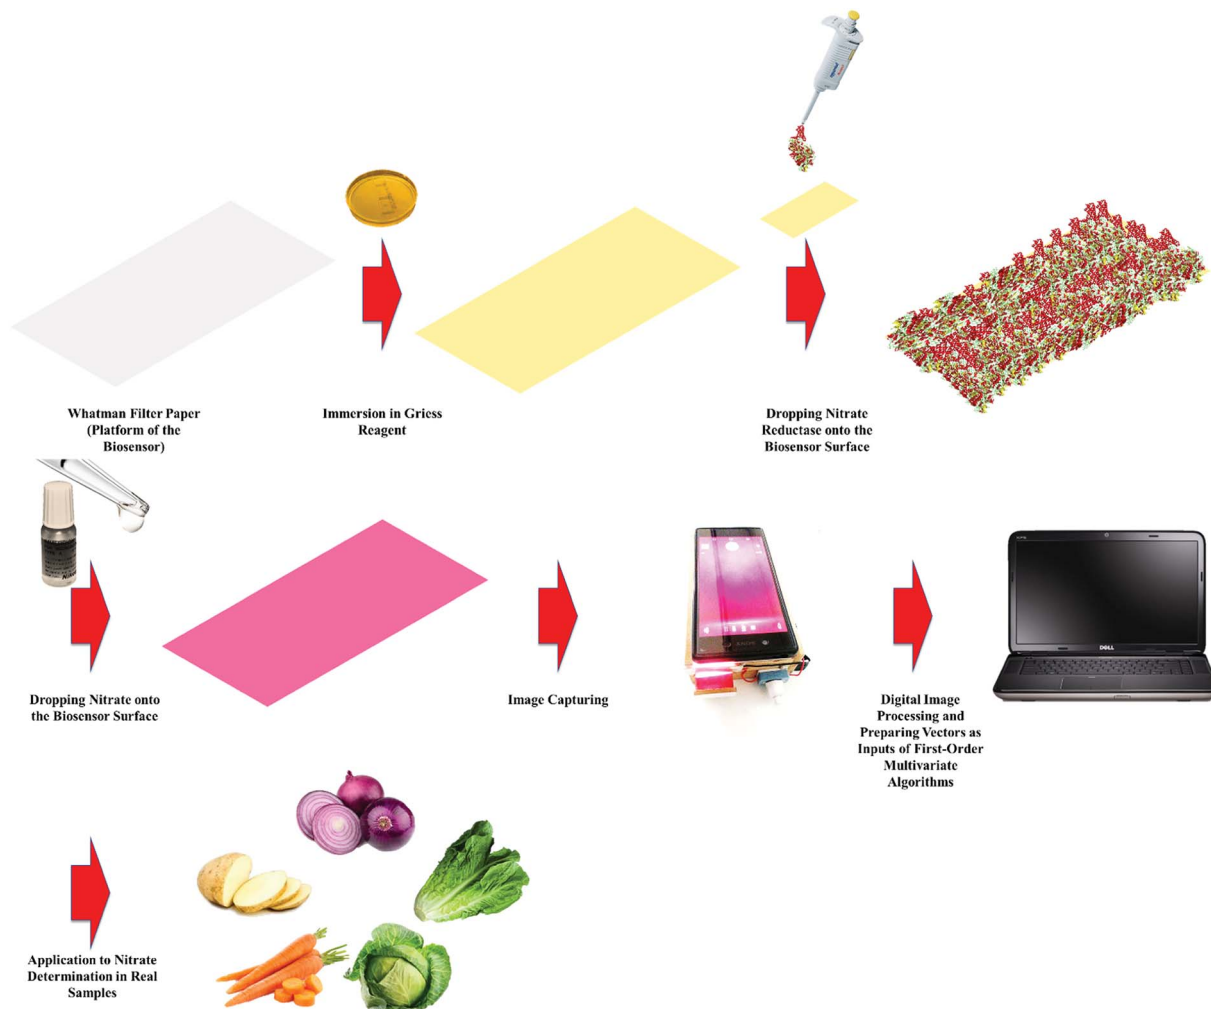 Whatman Filter Paper
(Platform of the
Biosensor)
Immersion in Griess
Reagent
Dropping Nitrate
Reductase onto the
Biosensor Surface
Dropping Nitrate onto
the Biosensor Surface
Image Capturing
DELL
Digital Image
Processing and
Preparing Vectors as
Inputs of First-Order
Multivariate
Algorithms
Application to Nitrate
Determination in Real
Samples